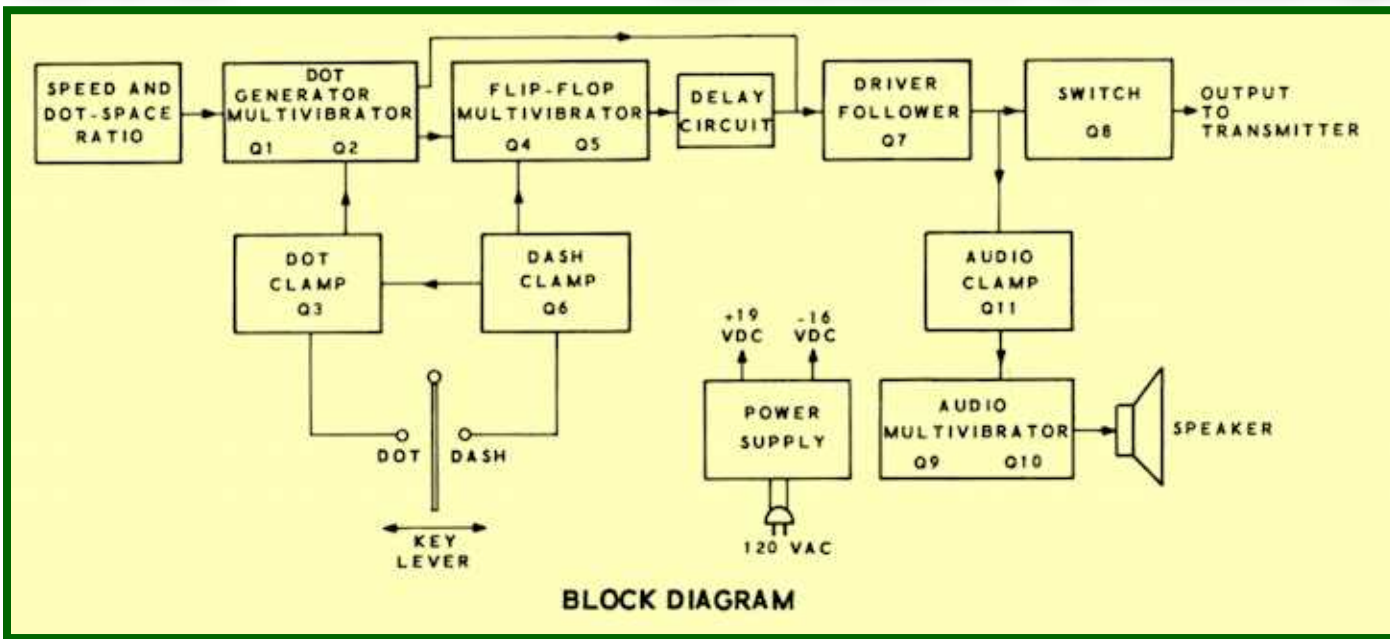 SPEED AND
DOT-SPACE
RATIO
DOT
GENERATOR
MULTIVIBRATOR
Q1 Q2
FLIP-FLOP
MULTIVIBRATOR
Q4 Q5
DELAY
CIRCUIT
DRIVER
FOLLOWER
Q7
SWITCH
Q8
OUTPUT
TO
TRANSMITTER
DOT
CLAMP
Q3
DASH
CLAMP
Q6
AUDIO
CLAMP
Q11
+19
VDC
-16
VDC
POWER
SUPPLY
120 VAC
AUDIO
MULTIVIBRATOR
Q9 Q10
SPEAKER
DOT DASH
KEY
LEVER
BLOCK DIAGRAM